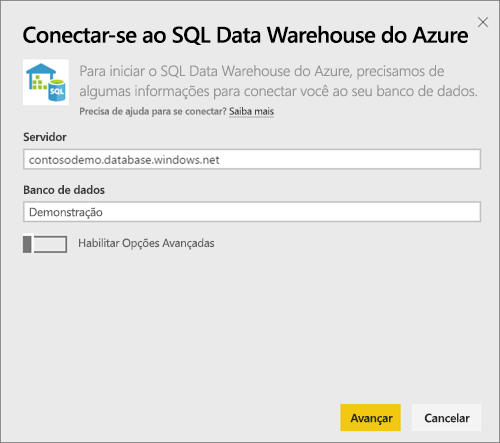 Conectar-se ao SQL Data Warehouse do Azure
SQL
Para iniciar o SQL Data Warehouse do Azure, precisamos de
algumas informações para conectar você ao seu banco de dados.
Precisa de ajuda para se conectar? Saiba mais
Servidor
contosodemo.database.windows.net
Banco de dados
Demonstração
Habilitar Opções Avançadas
Avançar Cancelar